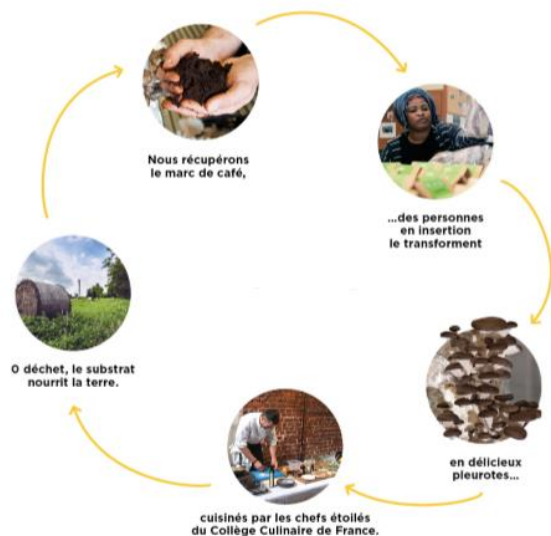 Nous récupérons
le marc de café,
...des personnes
en insertion
le transforment
en délicieux
pleurotes...
cuisinés par les chefs étoilés
du Collège Culinaire de France.
0 déchet, le substrat
nourrit la terre.